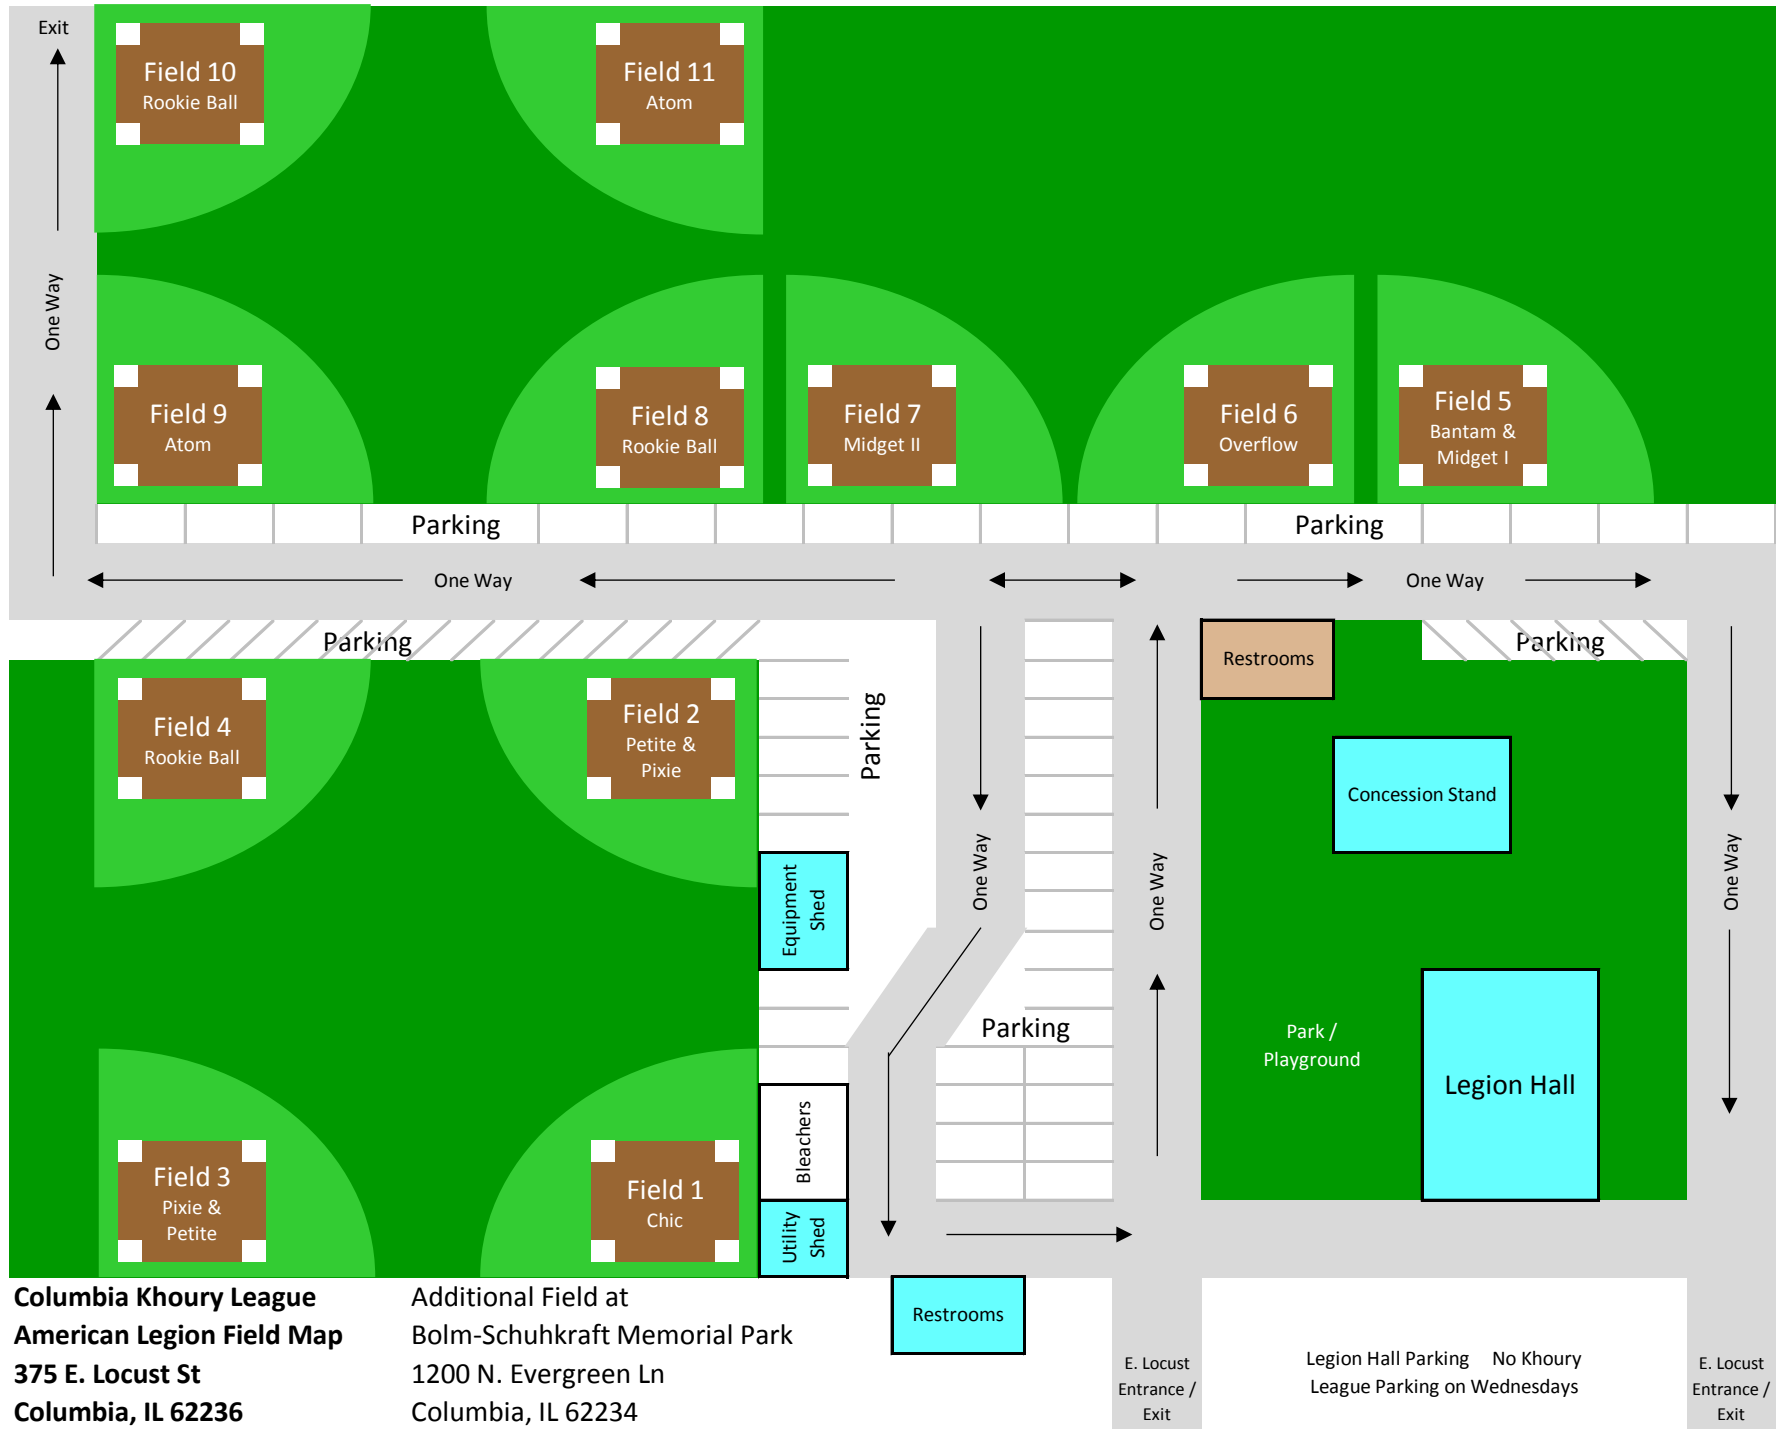 Exit
Field 10
Rookie Ball
Field 11
Atom
One Way
Field 9
Atom
Field 8
Rookie Ball
Field 7
Midget II
Field 6
Overflow
Field 5
Bantam &
Midget I
Parking
Parking
One Way
One Way
Parking
Restrooms
Parking
Field 4
Rookie Ball
Field 2
Petite &
Pixie
Parking
Concession Stand
Equipment
Shed
One Way
One Way
One Way
Parking
Park /
Playground
Legion Hall
Bleachers
Field 3
Pixie &
Petite
Field 1
Chic
Utility
Shed
Restrooms
Columbia Khoury League
American Legion Field Map
375 E. Locust St
Columbia, IL 62236
Additional Field at
Bolm-Schuhkraft Memorial Park
1200 N. Evergreen Ln
Columbia, IL 62234
E. Locust
Entrance /
Exit
Legion Hall Parking No Khoury
League Parking on Wednesdays
E. Locust
Entrance /
Exit